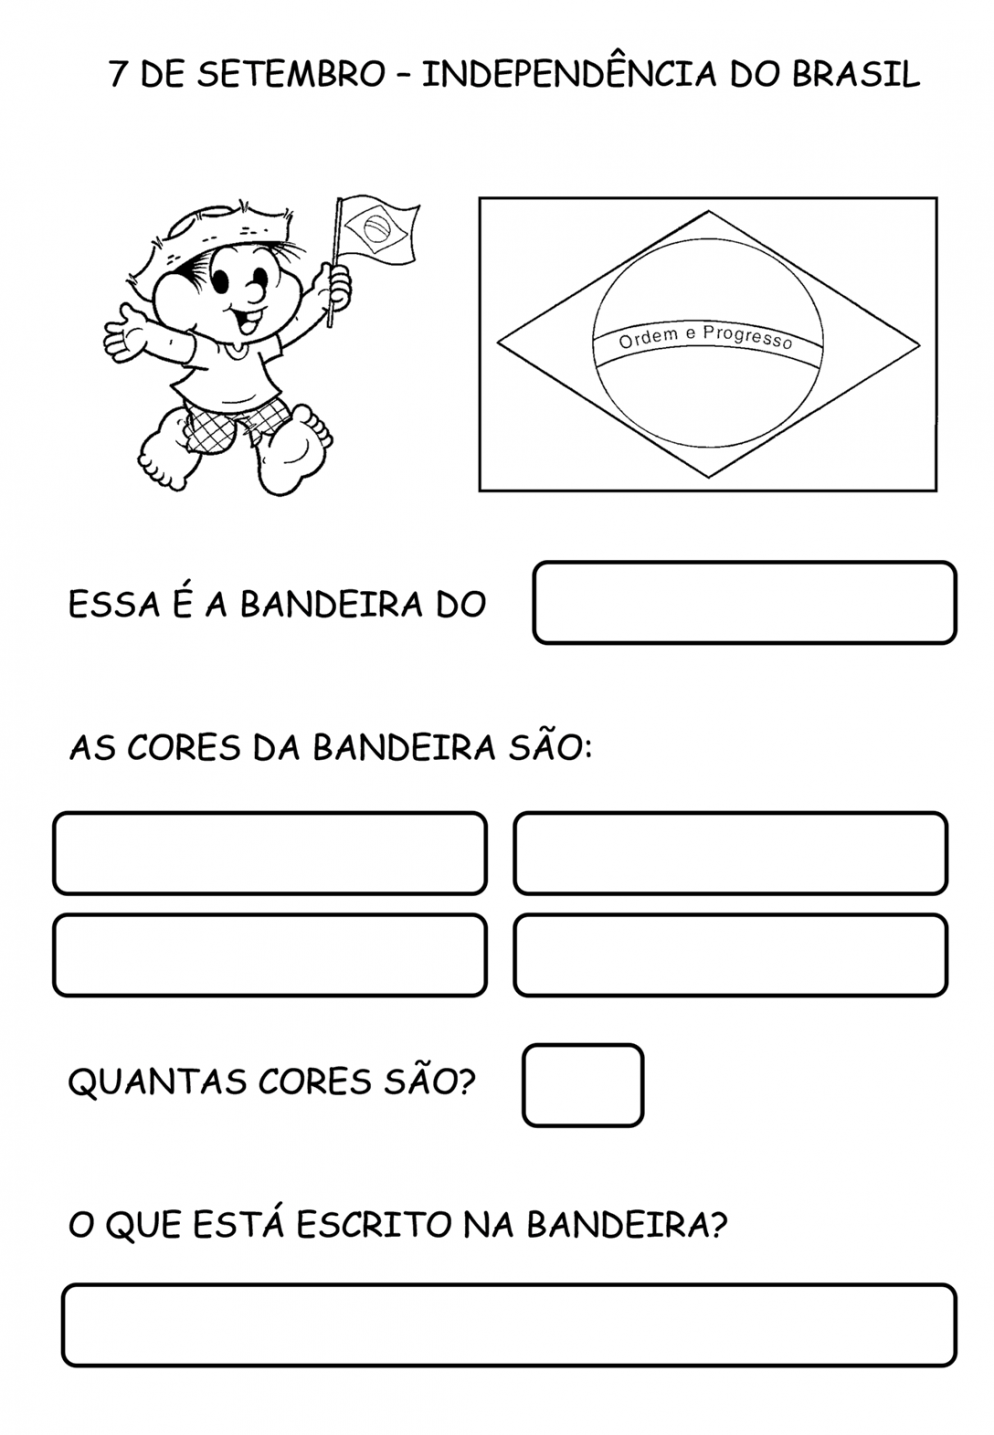 7 DE SETEMBRO – INDEPENDÊNCIA DO BRASIL
Ordem e Progresso
ESSA É A BANDEIRA DO
AS CORES DA BANDEIRA SÃO:
QUANTAS CORES SÃO?
O QUE ESTÁ ESCRITO NA BANDEIRA?